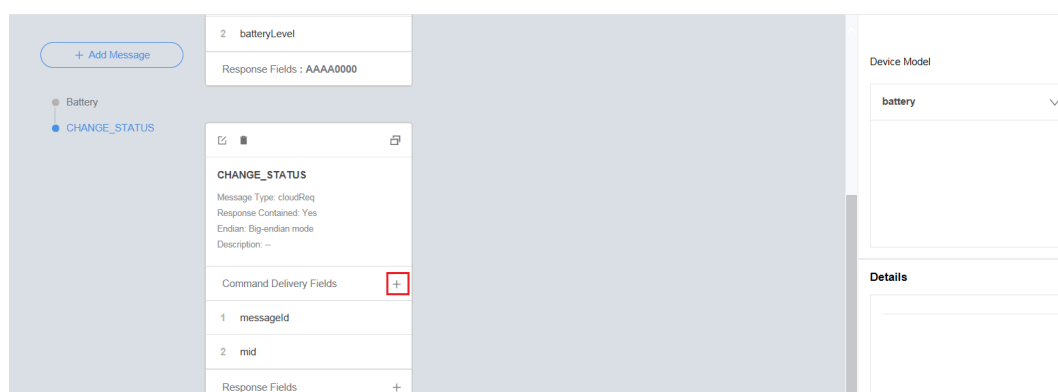 + Add Message
Battery
CHANGE_STATUS
2 batteryLevel
Response Fields : AAAA0000
CHANGE_STATUS
Message Type: cloudReq
Response Contained: Yes
Endian: Big-endian mode
Description: --
Command Delivery Fields +
1 messageId
2 mid
Response Fields +
Device Model
battery
Details